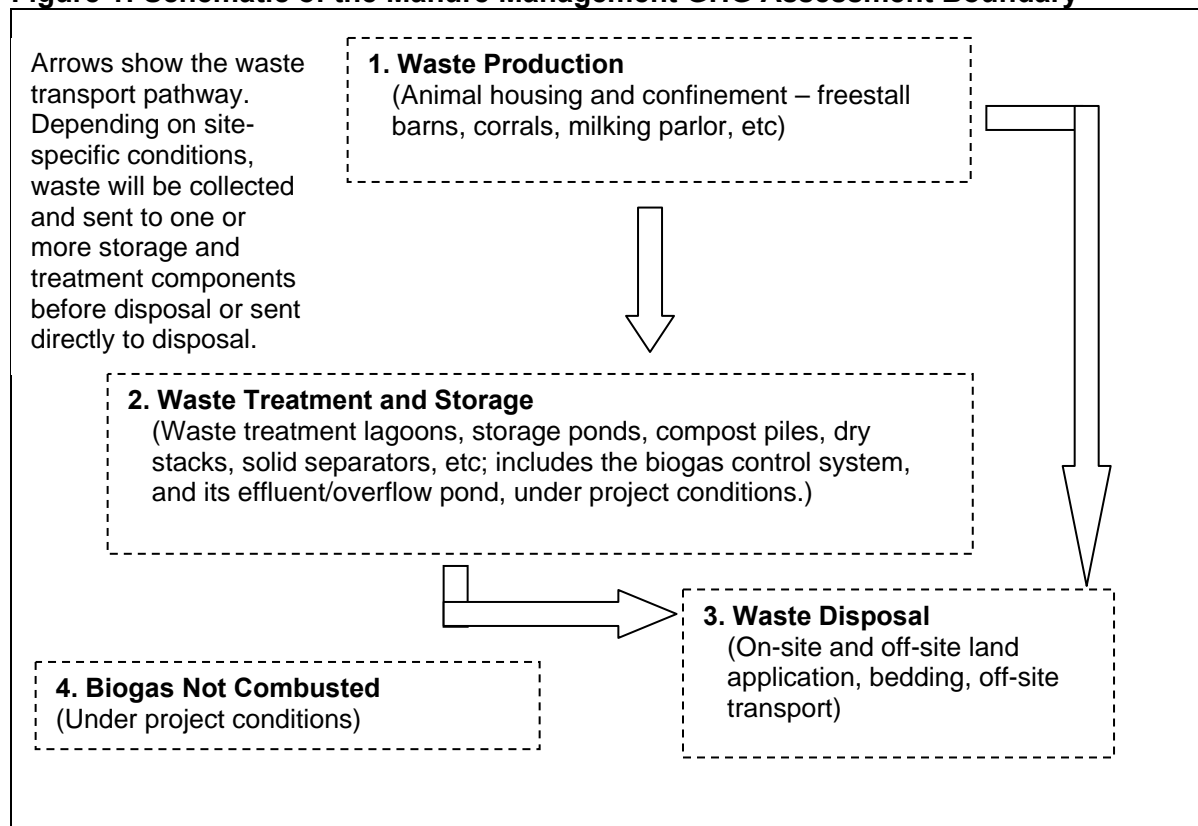 Figure 1. Schematic of the Manure Management GHG Assessment Boundary
Arrows show the waste
transport pathway.
Depending on site-
specific conditions,
waste will be collected
and sent to one or
more storage and
treatment components
before disposal or sent
directly to disposal.
1. Waste Production
(Animal housing and confinement – freestall
barns, corrals, milking parlor, etc)
2. Waste Treatment and Storage
(Waste treatment lagoons, storage ponds, compost piles, dry
stacks, solid separators, etc; includes the biogas control system,
and its effluent/overflow pond, under project conditions.)
3. Waste Disposal
(On-site and off-site land
application, bedding, off-site
transport)
4. Biogas Not Combusted
(Under project conditions)